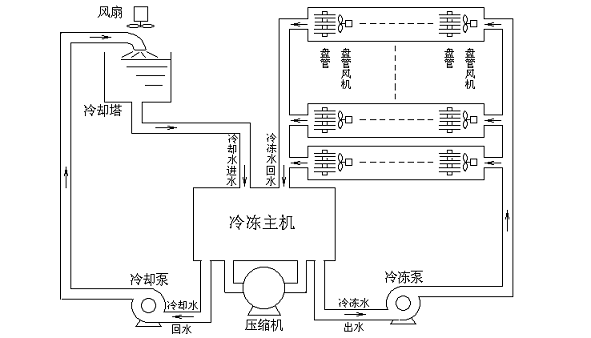 风扇
盘管
盘管风机
盘管
盘管风机
冷却塔
冷却水进水
冷冻水回水
冷冻主机
冷却泵
冷却水
回水
压缩机
冷冻水
出水
冷冻泵